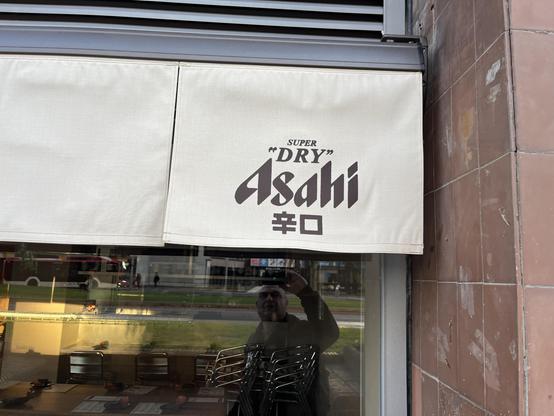 SUPER
"DRY"
Asahi
辛口